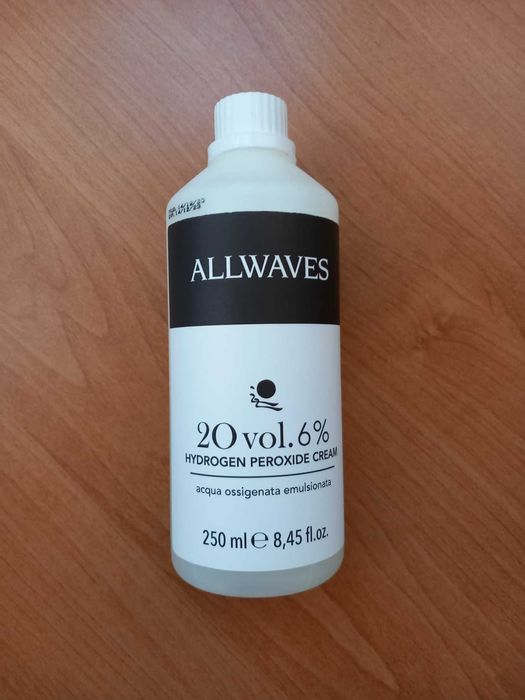 ALLWAVES
20 vol. 6%
HYDROGEN PEROXIDE CREAM
acqua ossigenata emulsionata
250 ml ℮ 8,45 fl.oz.